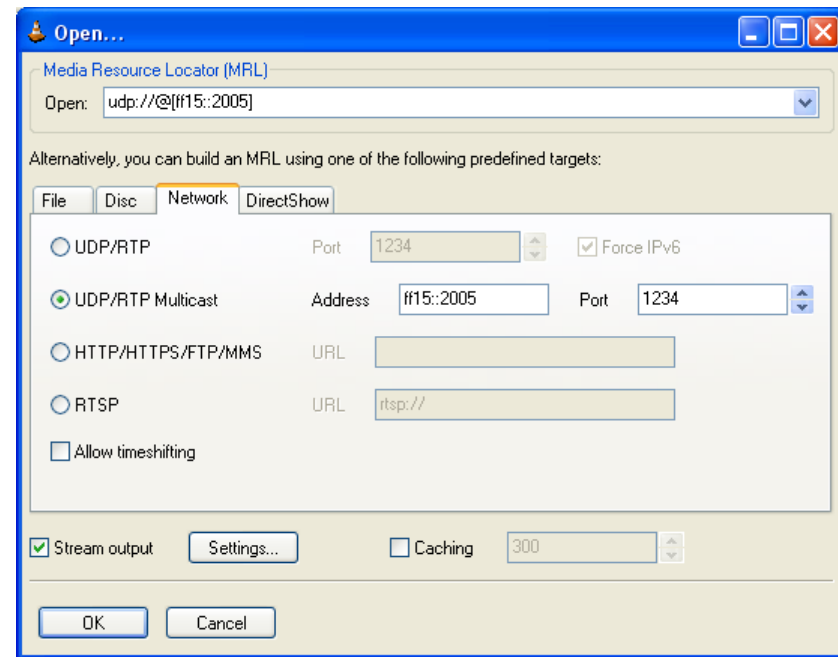 Open...
Media Resource Locator (MRL)
Open: udp://@[ff15::2005]
Alternatively, you can build an MRL using one of the following predefined targets:
File Disc Network DirectShow
UDP/RTP Port 1234 Force IPv6
UDP/RTP Multicast Address ff15::2005 Port 1234
HTTP/HTTPS/FTP/MMS URL
RTSP URL rtsp://
Allow timeshifting
Stream output Settings... Caching 300
OK Cancel